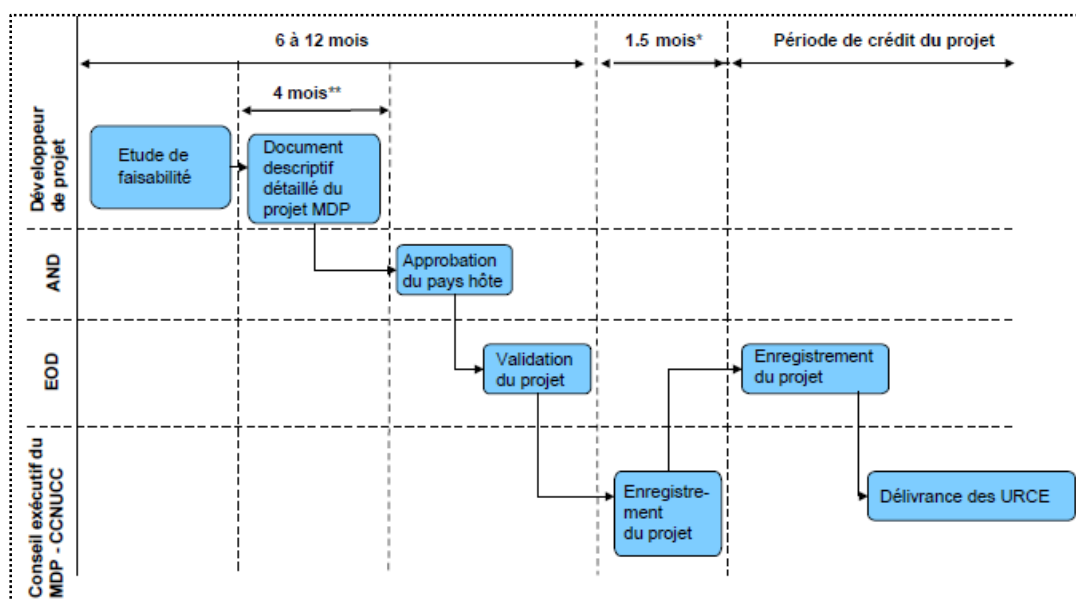 6 à 12 mois
1.5 mois*
Période de crédit du projet
4 mois**
Développeur
de projet
Etude de
faisabilité
Document
descriptif
détaillé du
projet MDP
AND
Approbation
du pays hôte
EOD
Validation
du projet
Enregistrement
du projet
Conseil exécutif du
MDP - CCNUCC
Enregistre-
ment
du projet
Délivrance des URCE